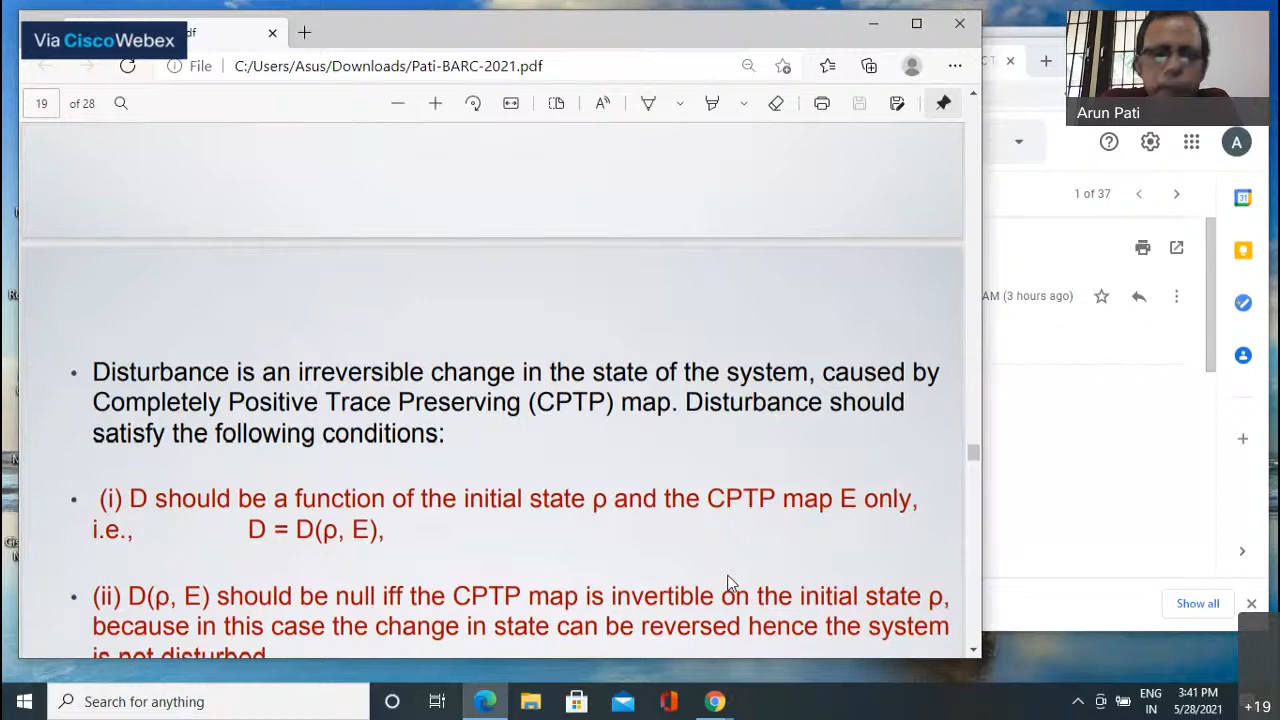 Via CiscoWebex
df
File
C:/Users/Asus/Downloads/Pati-BARC-2021.pdf
19
of 28
Arun Pati
A
1 of 37
AM (3 hours ago)
Disturbance is an irreversible change in the state of the system, caused by
Completely Positive Trace Preserving (CPTP) map. Disturbance should
satisfy the following conditions:
(i) D should be a function of the initial state ρ and the CPTP map E only,
i.e., D = D(ρ, E),
(ii) D(ρ, E) should be null iff the CPTP map is invertible on the initial state ρ,
because in this case the change in state can be reversed hence the system
is not disturbed
Show all
Search for anything
ENG
IN
3:41 PM
5/28/2021
+19